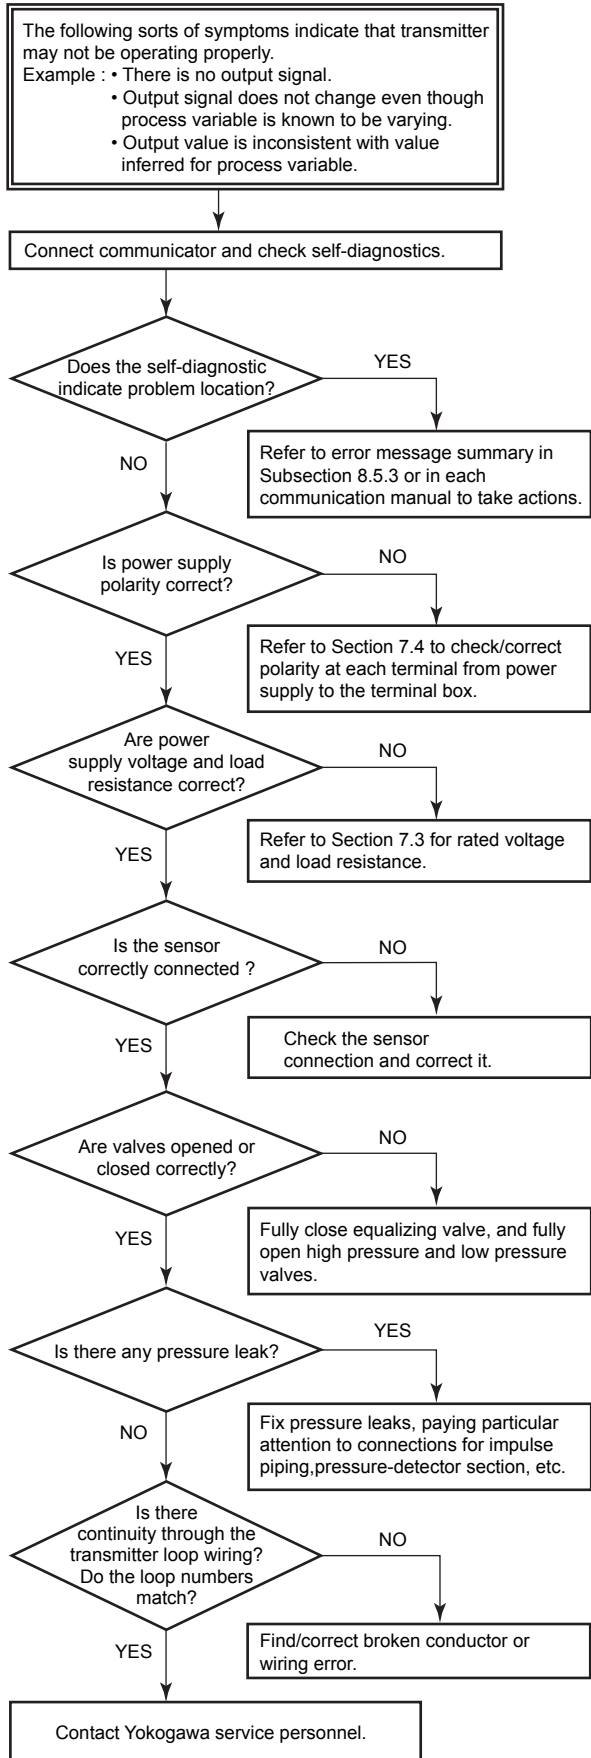 The following sorts of symptoms indicate that transmitter
may not be operating properly.
Example : • There is no output signal.
• Output signal does not change even though
process variable is known to be varying.
• Output value is inconsistent with value
inferred for process variable.
Connect communicator and check self-diagnostics.
Does the self-diagnostic
indicate problem location?
YES
NO
Refer to error message summary in
Subsection 8.5.3 or in each
communication manual to take actions.
Is power supply
polarity correct?
NO
YES
Refer to Section 7.4 to check/correct
polarity at each terminal from power
supply to the terminal box.
Are power
supply voltage and load
resistance correct?
NO
YES
Refer to Section 7.3 for rated voltage
and load resistance.
Is the sensor
correctly connected ?
NO
YES
Check the sensor
connection and correct it.
Are valves opened or
closed correctly?
NO
YES
Fully close equalizing valve, and fully
open high pressure and low pressure
valves.
Is there any pressure leak?
YES
NO
Fix pressure leaks, paying particular
attention to connections for impulse
piping,pressure-detector section, etc.
Is there
continuity through the
transmitter loop wiring?
Do the loop numbers
match?
NO
YES
Find/correct broken conductor or
wiring error.
Contact Yokogawa service personnel.